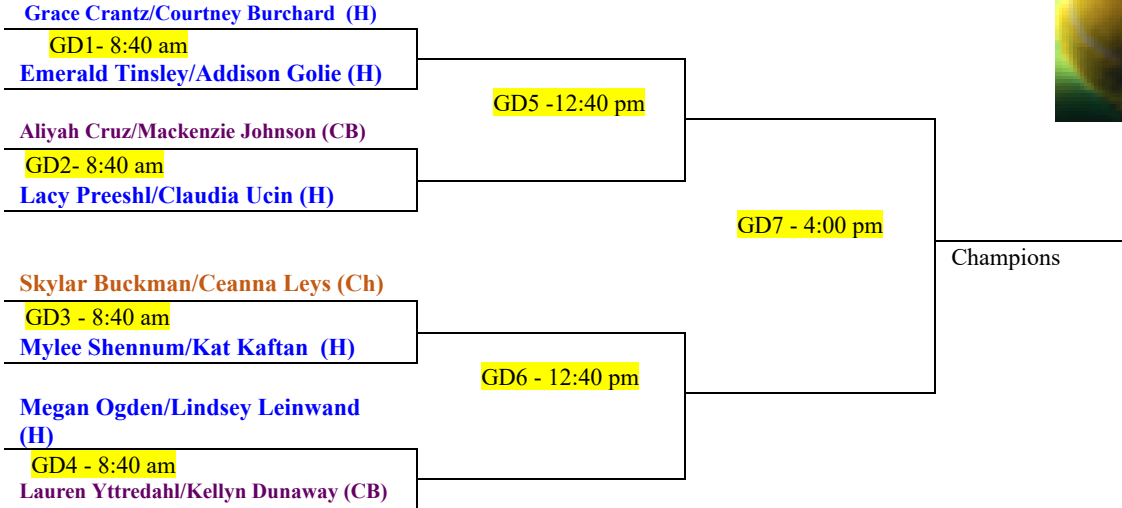 Grace Crantz/Courtney Burchard (H)
GD1- 8:40 am
Emerald Tinsley/Addison Golie (H)
GD5 -12:40 pm
Aliyah Cruz/Mackenzie Johnson (CB)
GD2- 8:40 am
Lacy Preeshl/Claudia Ucin (H)
GD7 - 4:00 pm
Champions
Skylar Buckman/Ceanna Leys (Ch)
GD3 - 8:40 am
Mylee Shennum/Kat Kaftan (H)
GD6 - 12:40 pm
Megan Ogden/Lindsey Leinwand
(H)
GD4 - 8:40 am
Lauren Yttredahl/Kellyn Dunaway (CB)